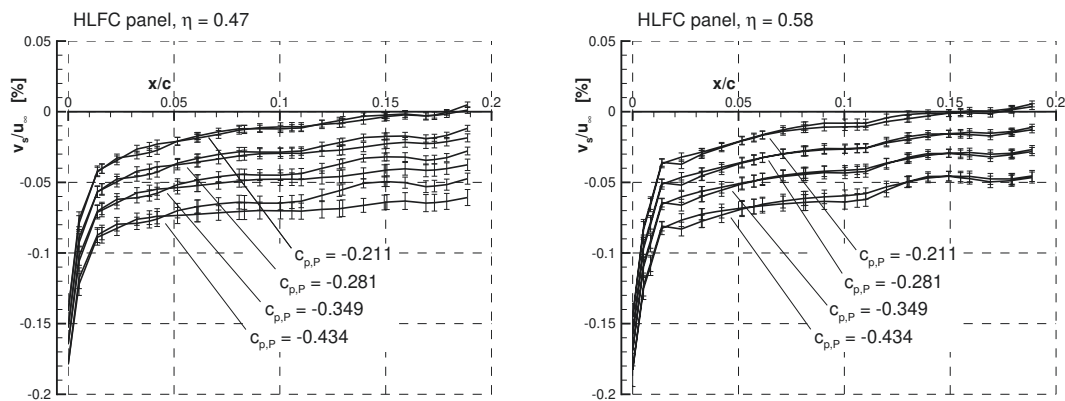 HLFC panel, η = 0.47
0.05
v_s/u_∞ [%]
x/c
0 0.05 0.1 0.15 0.2
0
-0.05
-0.1
-0.15
-0.2
c_p,P = -0.211
c_p,P = -0.281
c_p,P = -0.349
c_p,P = -0.434
HLFC panel, η = 0.58
0.05
v_s/u_∞ [%]
x/c
0 0.05 0.1 0.15 0.2
0
-0.05
-0.1
-0.15
-0.2
c_p,P = -0.211
c_p,P = -0.281
c_p,P = -0.349
c_p,P = -0.434